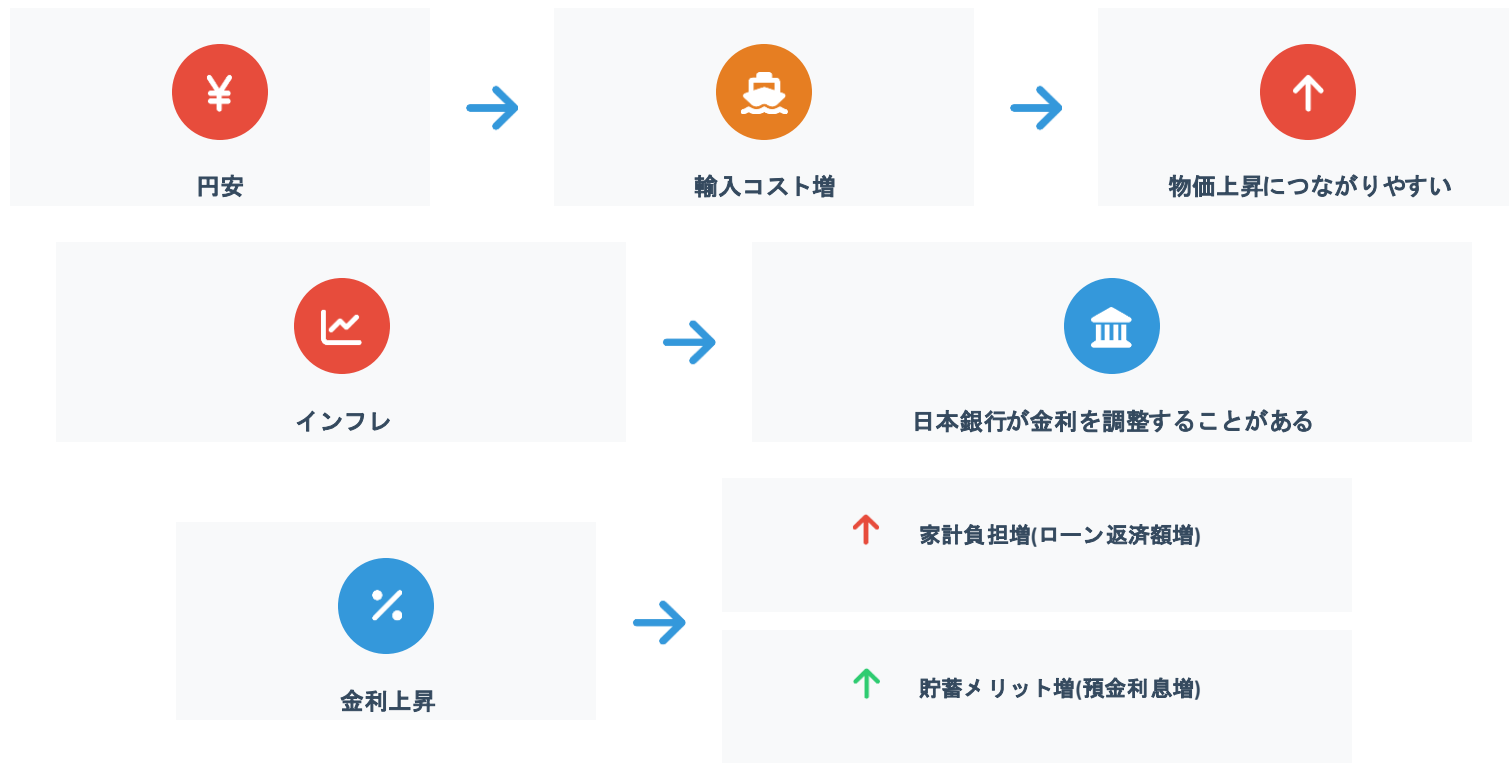 円安
輸入コスト増
物価上昇につながりやすい
インフレ
日本銀行が金利を調整することがある
金利上昇
家計負担増(ローン返済額増)
貯蓄メリット増(預金利息増)